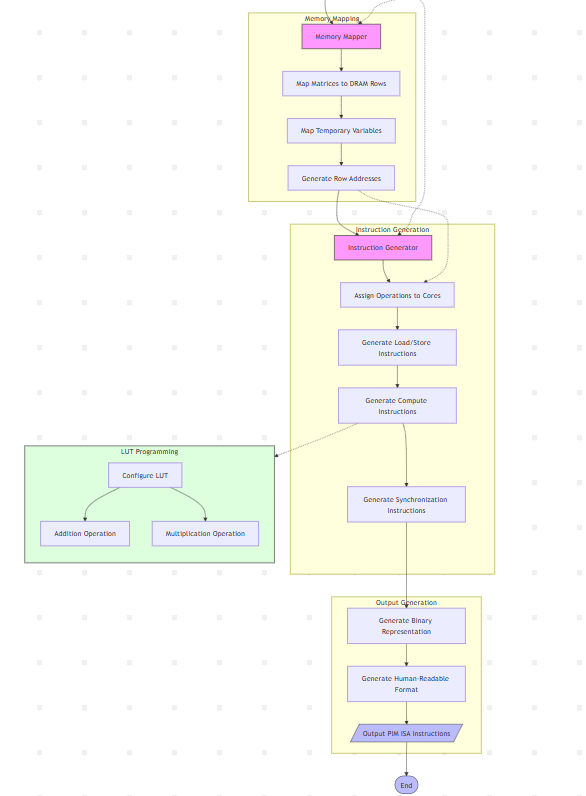 Memory Mapping
Memory Mapper
Map Matrices to DRAM Rows
Map Temporary Variables
Generate Row Addresses
Instruction Generation
Instruction Generator
Assign Operations to Cores
Generate Load/Store
Instructions
Generate Compute
Instructions
LUT Programming
Configure LUT
Addition Operation
Multiplication Operation
Generate Synchronization
Instructions
Output Generation
Generate Binary
Representation
Generate Human-Readable
Format
Output PIM ISA Instructions
End